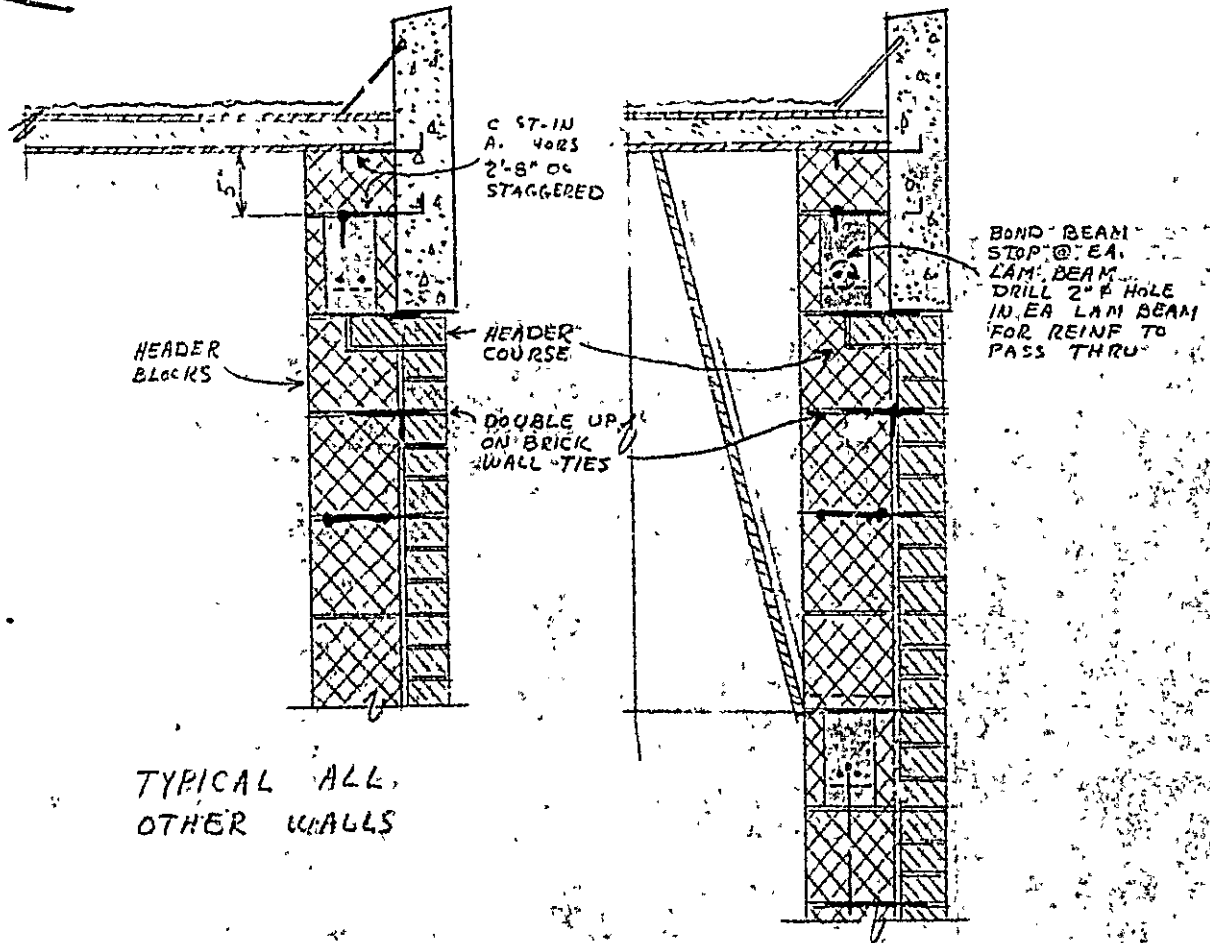 C ST-IN
A. HORS
2'-8" OC
STAGGERED
5"
BOND BEAM
STOP @ EA.
LAM BEAM
DRILL 2" ⌀ HOLE
IN EA LAM BEAM
FOR REINF TO
PASS THRU
HEADER
BLOCKS
HEADER
COURSE
DOUBLE UP
ON BRICK
WALL TIES
TYPICAL ALL
OTHER WALLS